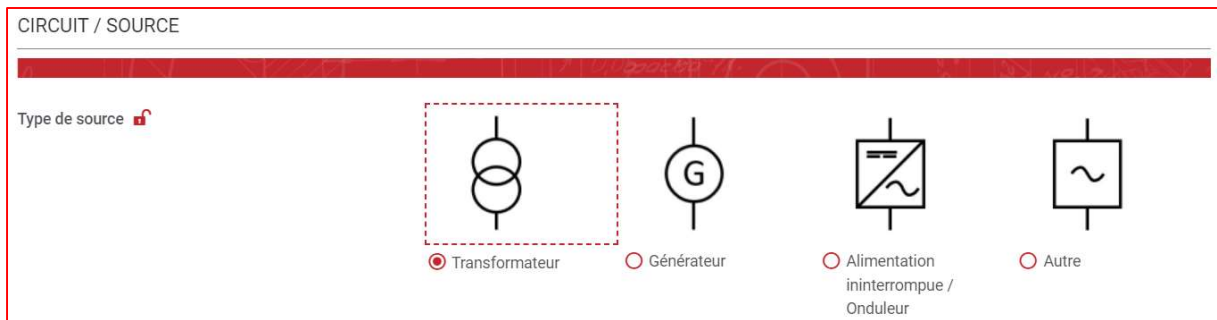 CIRCUIT / SOURCE
Type de source
G
Transformateur
Générateur
Alimentation
ininterrompue /
Onduleur
Autre